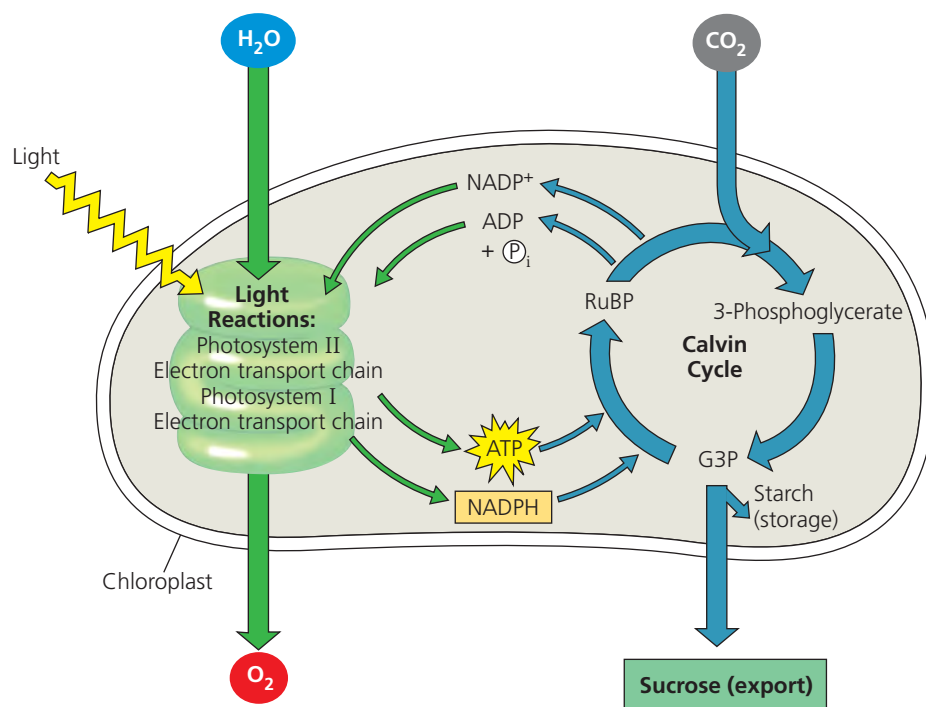 H2O
CO2
Light
NADP+
ADP
+ Pi
Light
Reactions:
Photosystem II
Electron transport chain
Photosystem I
Electron transport chain
RuBP
3-Phosphoglycerate
Calvin
Cycle
ATP
NADPH
G3P
Starch
(storage)
Chloroplast
O2
Sucrose (export)